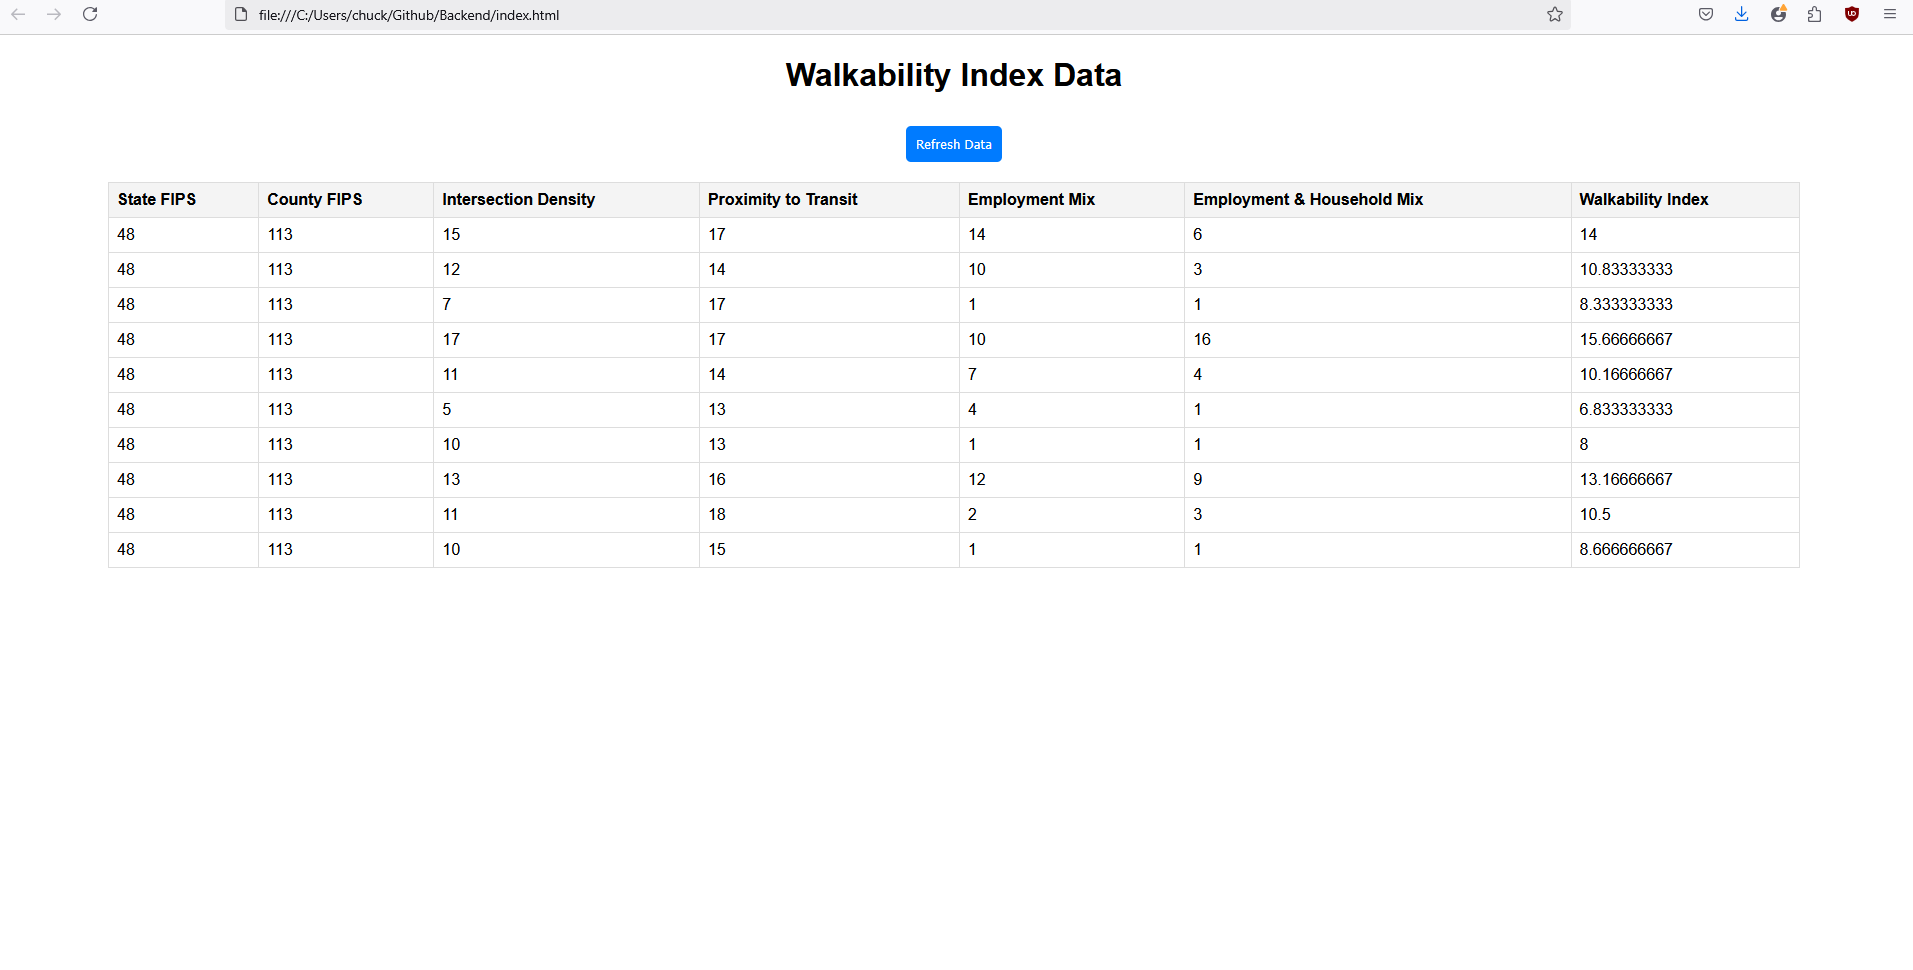 file:///C:/Users/chuck/Github/Backend/index.html
Walkability Index Data
Refresh Data
State FIPS County FIPS Intersection Density Proximity to Transit Employment Mix Employment & Household Mix Walkability Index
48 113 15 17 14 6 14
48 113 12 14 10 3 10.83333333
48 113 7 17 1 1 8.333333333
48 113 17 17 10 16 15.66666667
48 113 11 14 7 4 10.16666667
48 113 5 13 4 1 6.833333333
48 113 10 13 1 1 8
48 113 13 16 12 9 13.16666667
48 113 11 18 2 3 10.5
48 113 10 15 1 1 8.666666667